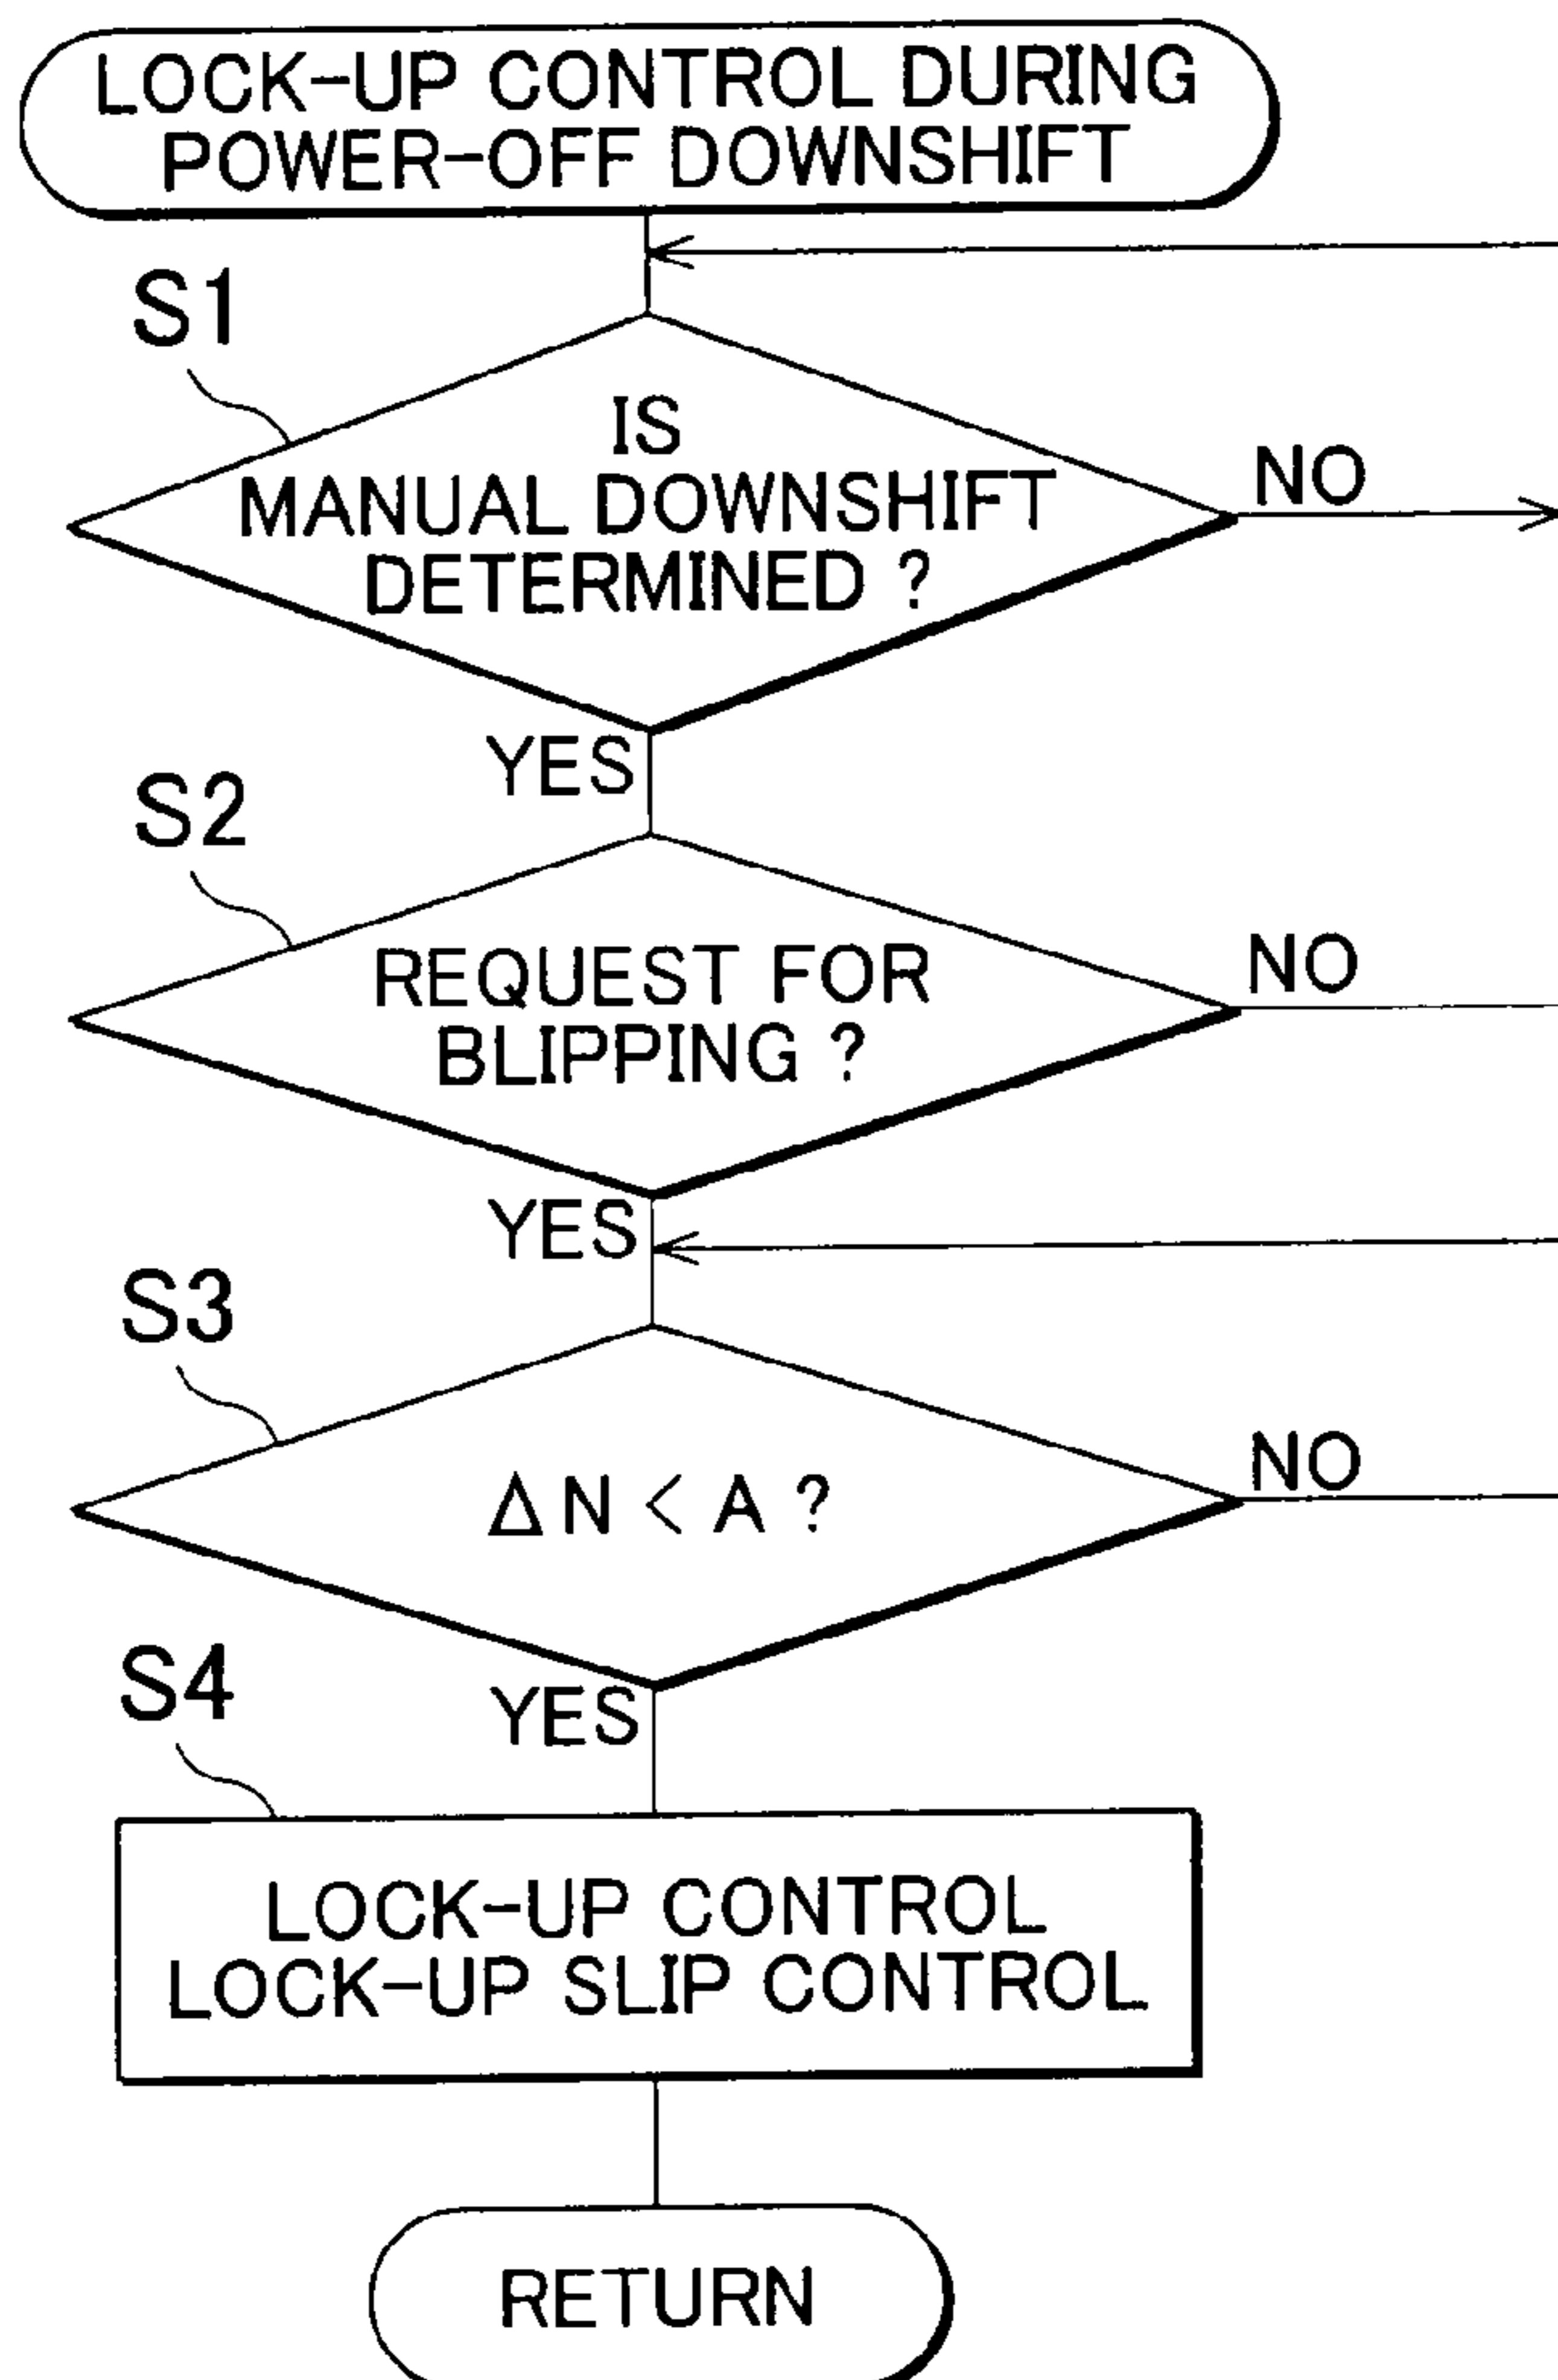 LOCK-UP CONTROL DURING
POWER-OFF DOWNSHIFT
S1
IS
MANUAL DOWNSHIFT
DETERMINED ?
NO
YES
S2
REQUEST FOR
BLIPPING ?
NO
YES
S3
ΔN < A ?
NO
YES
S4
LOCK-UP CONTROL
LOCK-UP SLIP CONTROL
RETURN